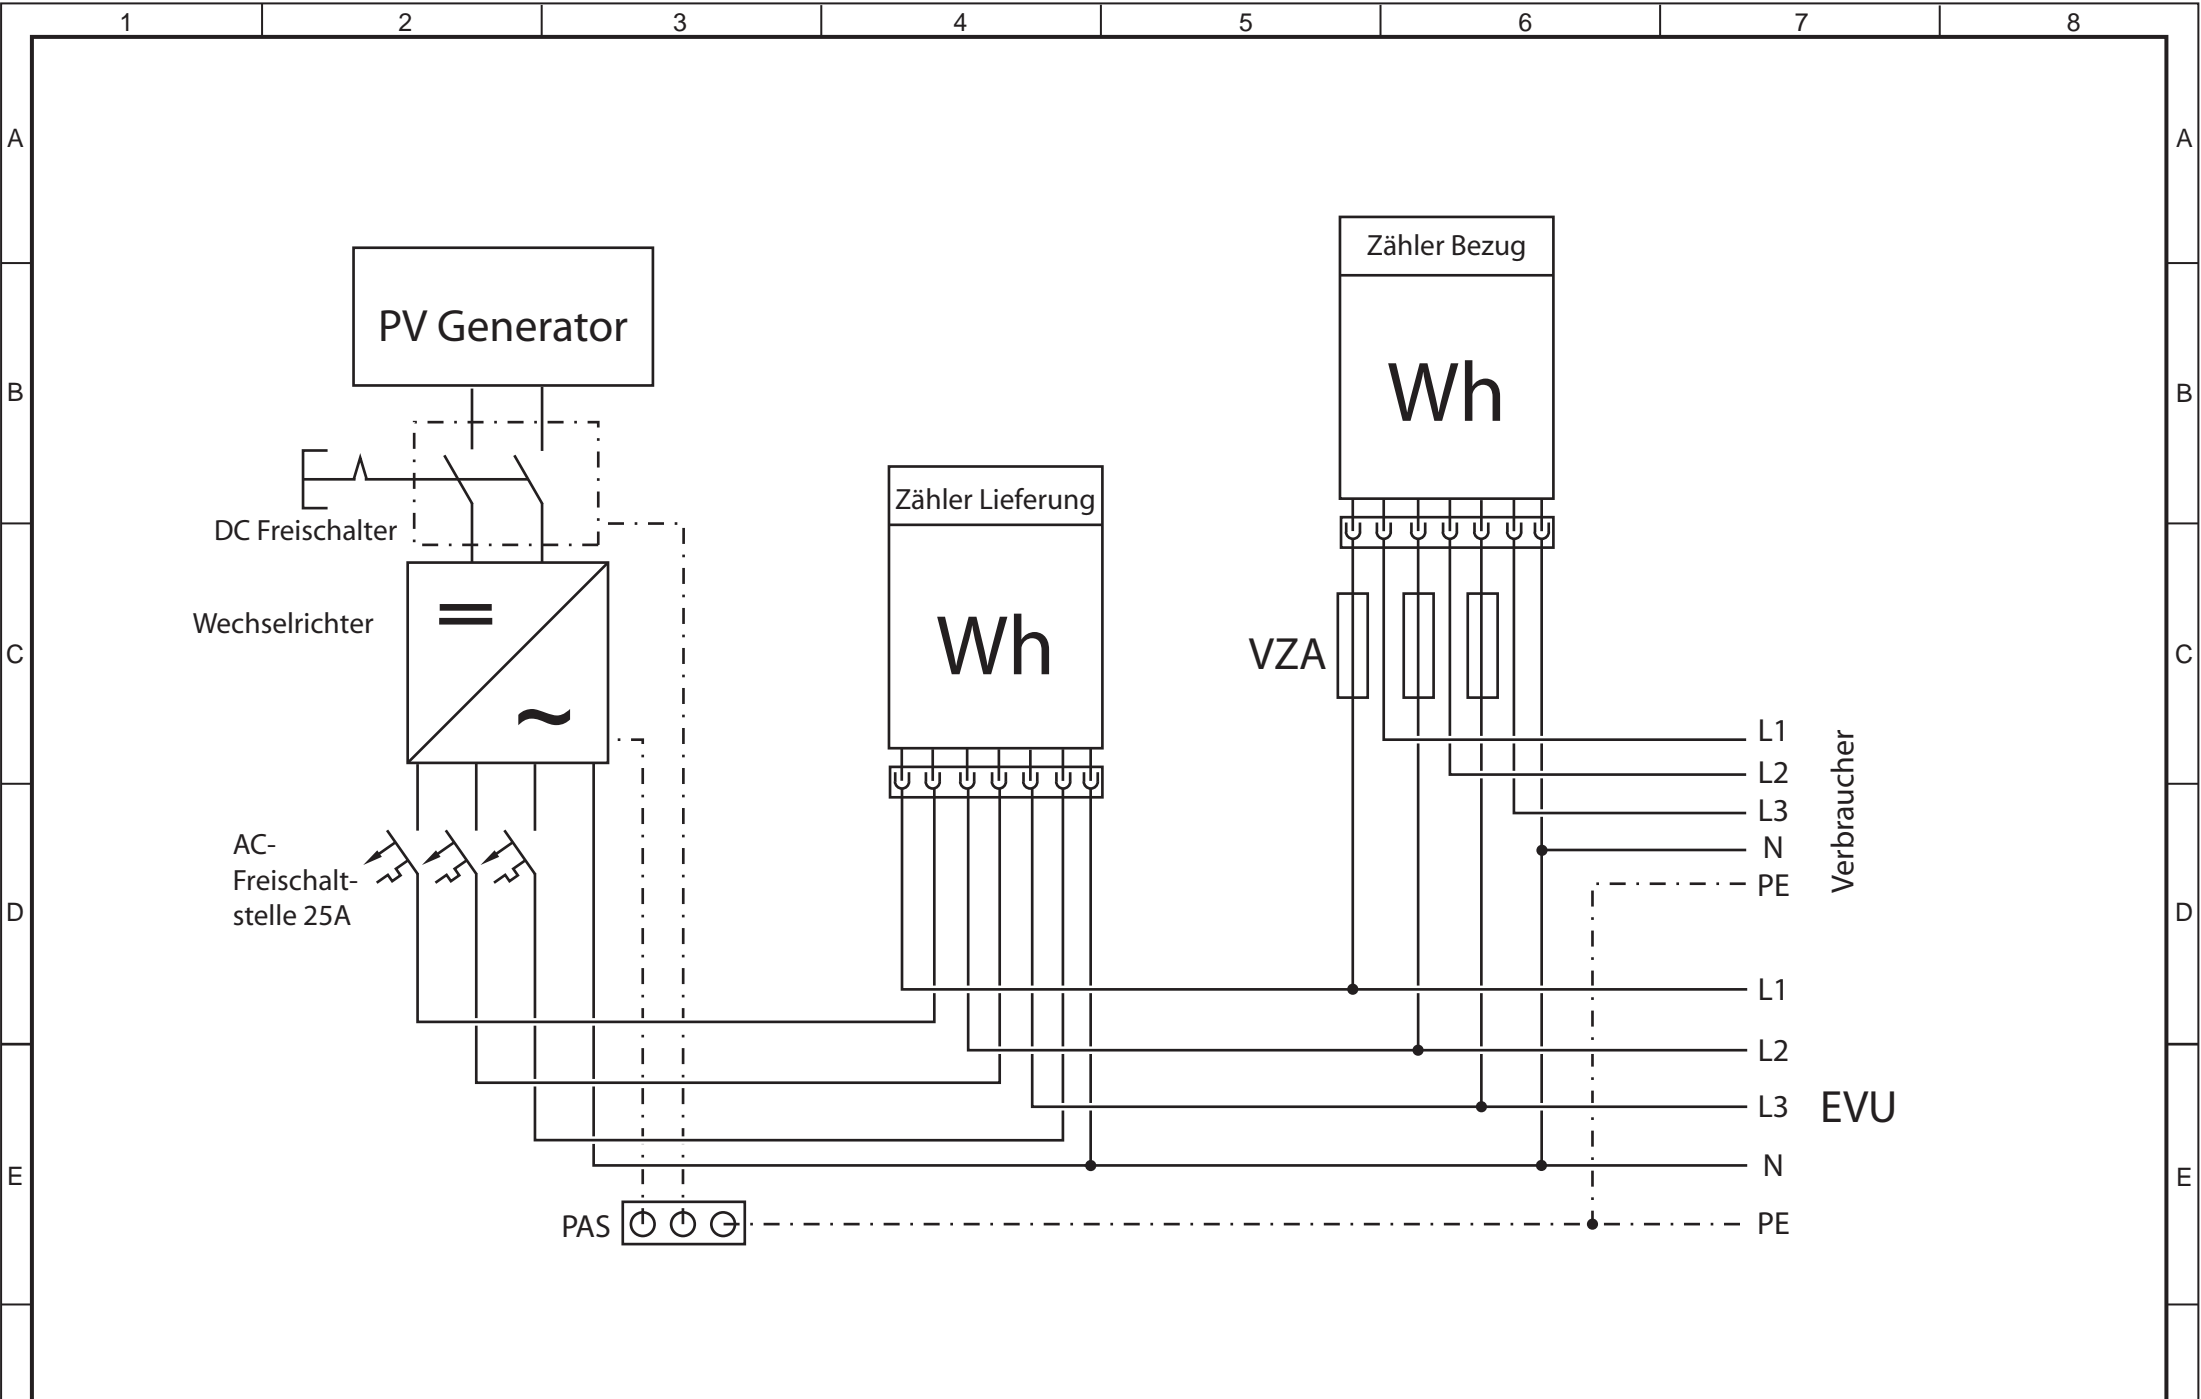 1 2 3 4 5 6 7 8
A A
Zähler Bezug
PV Generator
Wh
B B
Zähler Lieferung
DC Freischalter
Wechselrichter
Wh
VZA
C C
L1
L2
L3
N
PE
Verbraucher
AC-
Freischalt-
stelle 25A
D D
L1
L2
L3 EVU
N
E E
PAS
PE